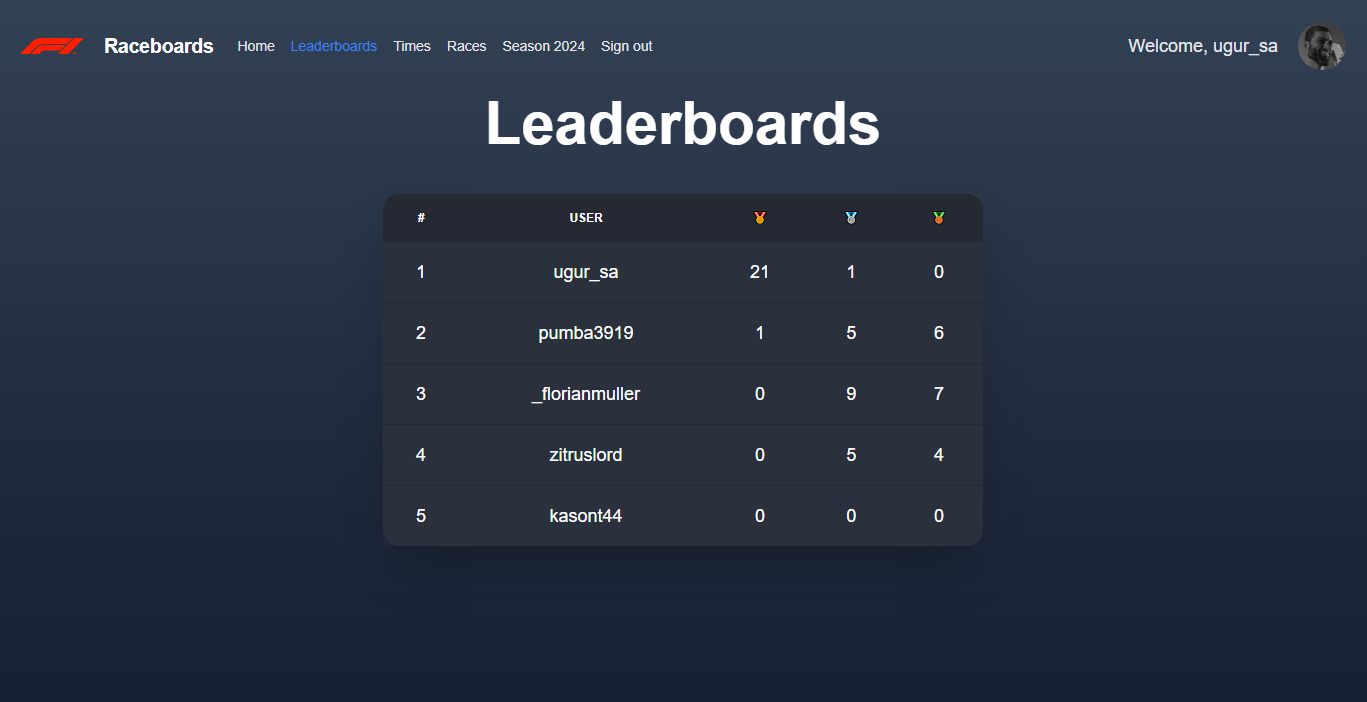 Raceboards Home Leaderboards Times Races Season 2024 Sign out Welcome, ugur_sa
Leaderboards
# USER 🥇 🥈 🥉
1 ugur_sa 21 1 0
2 pumba3919 1 5 6
3 _florianmuller 0 9 7
4 zitruslord 0 5 4
5 kasont44 0 0 0